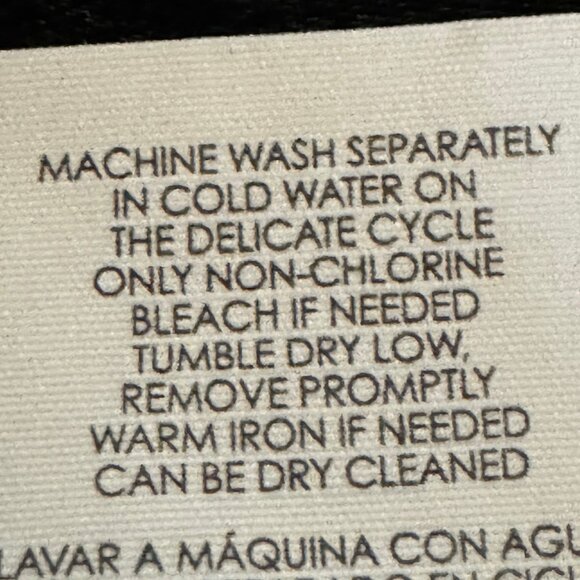 MACHINE WASH SEPARATELY
IN COLD WATER ON
THE DELICATE CYCLE
ONLY NON-CHLORINE
BLEACH IF NEEDED
TUMBLE DRY LOW,
REMOVE PROMPTLY
WARM IRON IF NEEDED
CAN BE DRY CLEANED
LAVAR A MÁQUINA CON